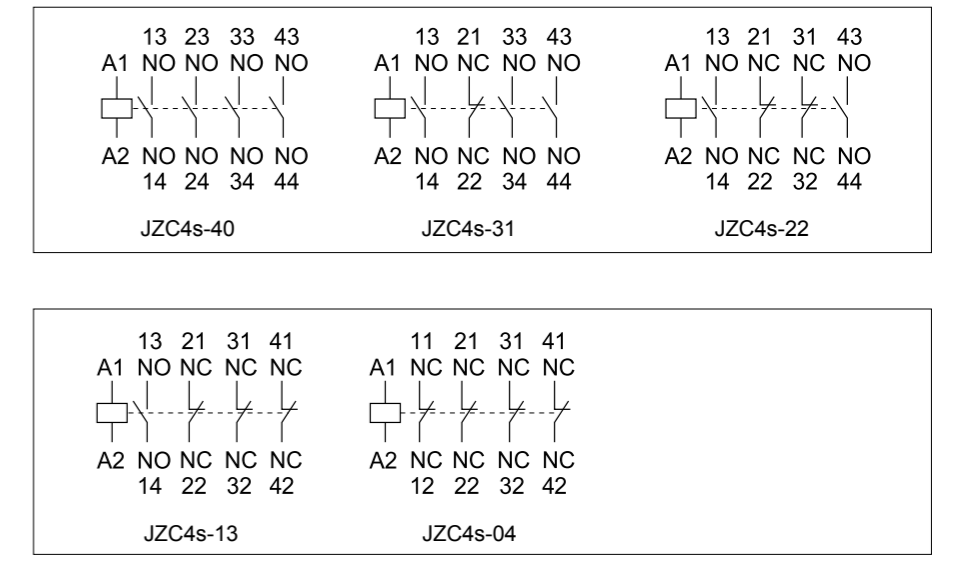 13 23 33 43
A1 NO NO NO NO
A2 NO NO NO NO
14 24 34 44
JZC4s-40
13 21 33 43
A1 NO NC NO NO
A2 NO NC NO NO
14 22 34 44
JZC4s-31
13 21 31 43
A1 NO NC NC NO
A2 NO NC NC NO
14 22 32 44
JZC4s-22
13 21 31 41
A1 NO NC NC NC
A2 NO NC NC NC
14 22 32 42
JZC4s-13
11 21 31 41
A1 NC NC NC NC
A2 NC NC NC NC
12 22 32 42
JZC4s-04